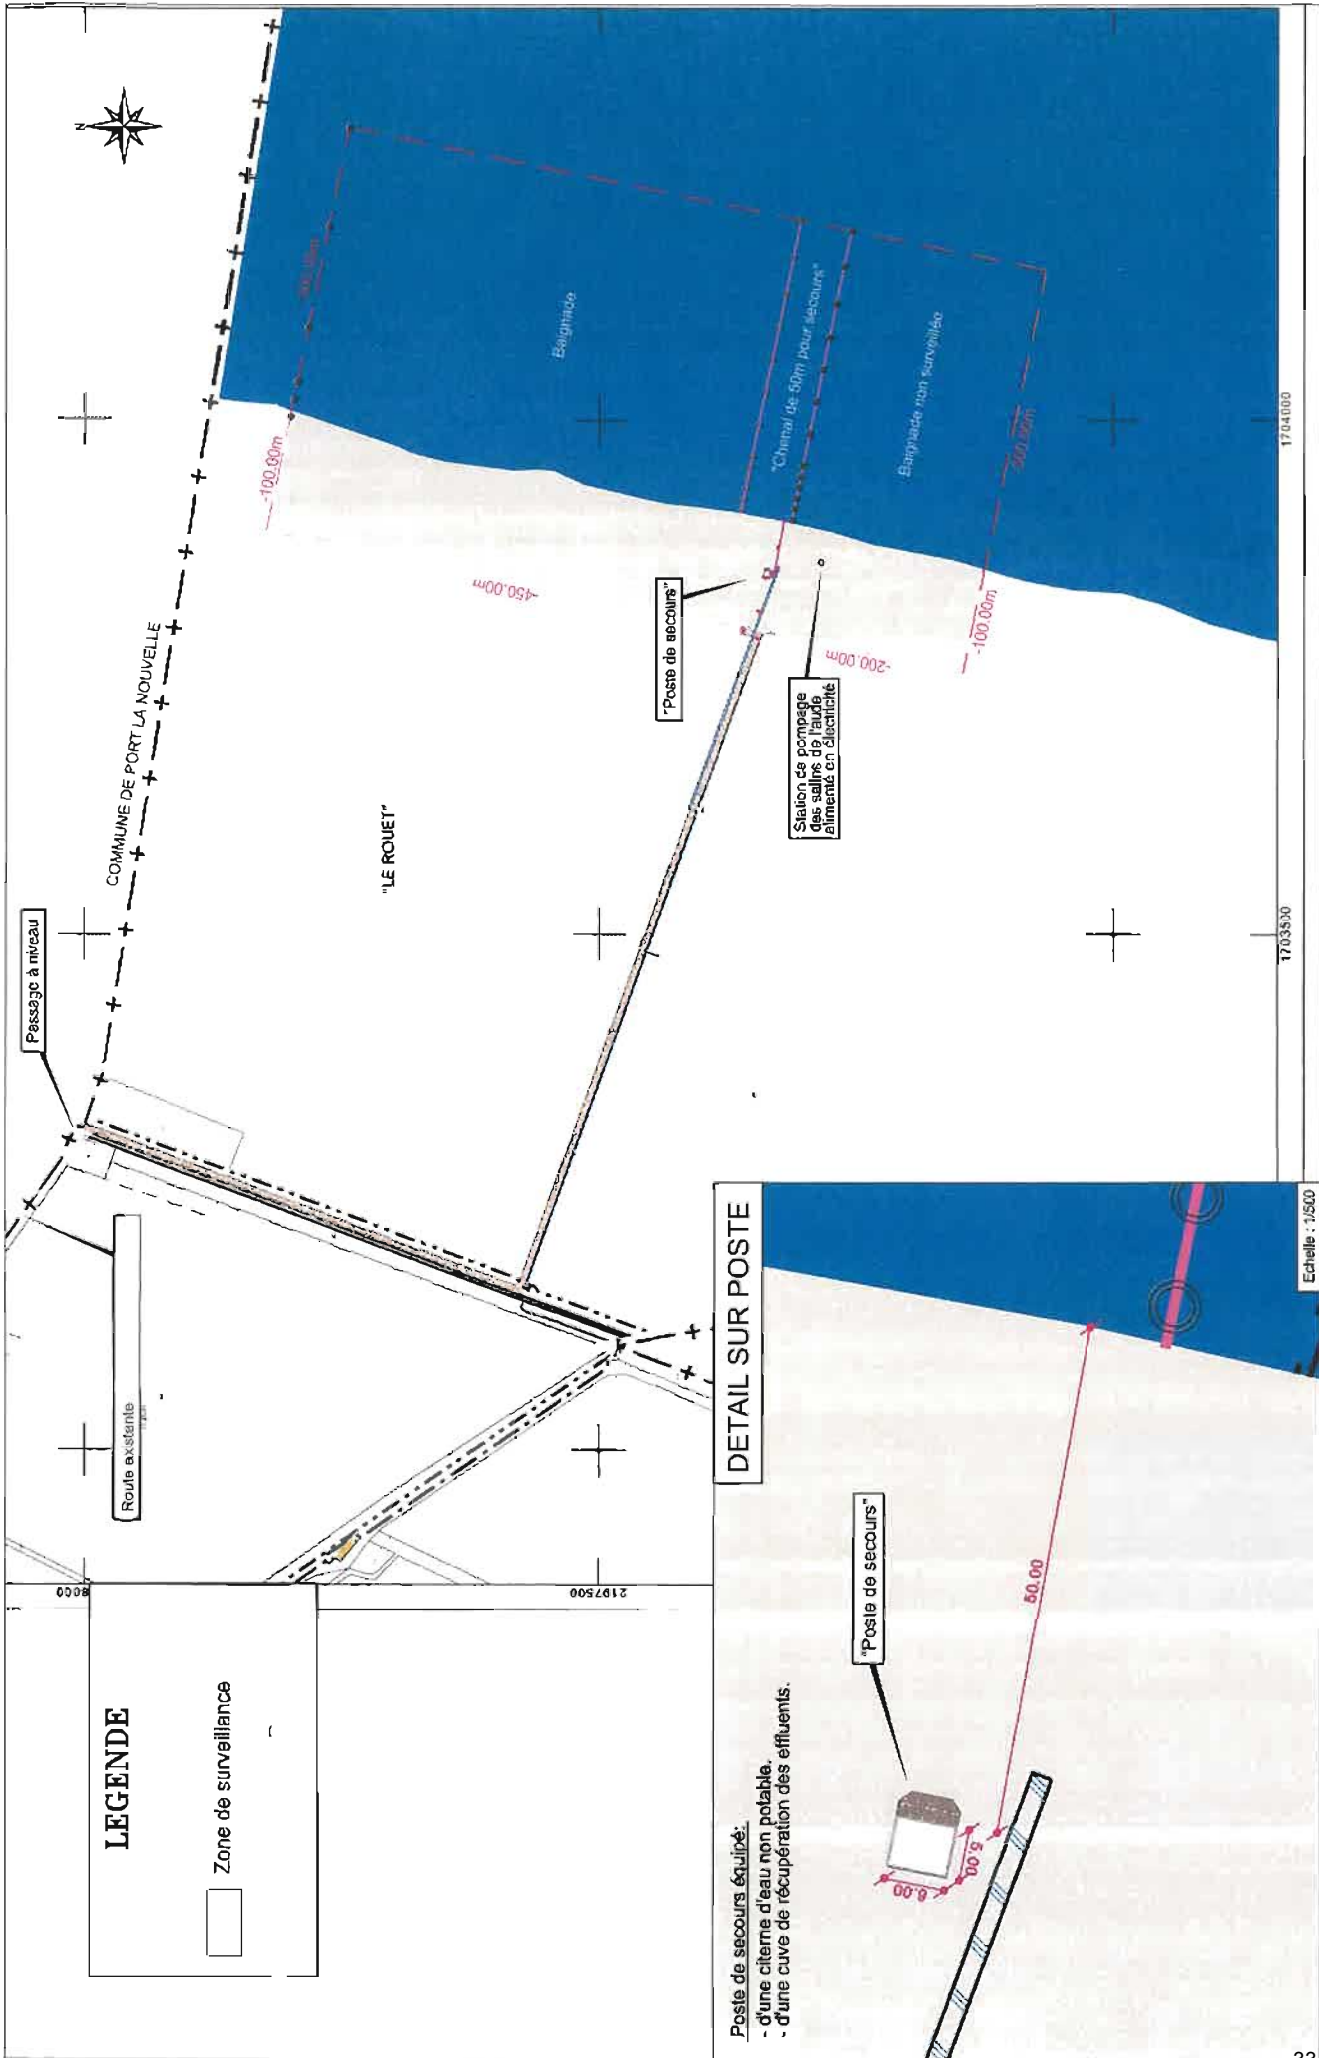 N
COMMUNE DE PORT LA NOUVELLE
Passage à niveau
Route existante
"LE ROUET"
-100.00m
Baignade
-450.00m
"Chenal de 50m pour secours"
Baignade non surveillée
300.00m
-100.00m
-200.00m
"Poste de secours"
Station de pompage
des salins de l'aude
alimenté en électricité
1704000
1703500
2197500
LEGENDE
Zone de surveillance
DETAIL SUR POSTE
Poste de secours équipé:
- d'une citerne d'eau non potable.
- d'une cuve de récupération des effluents.
"Poste de secours"
6.00
5.00
50.00
Echelle : 1/500
33